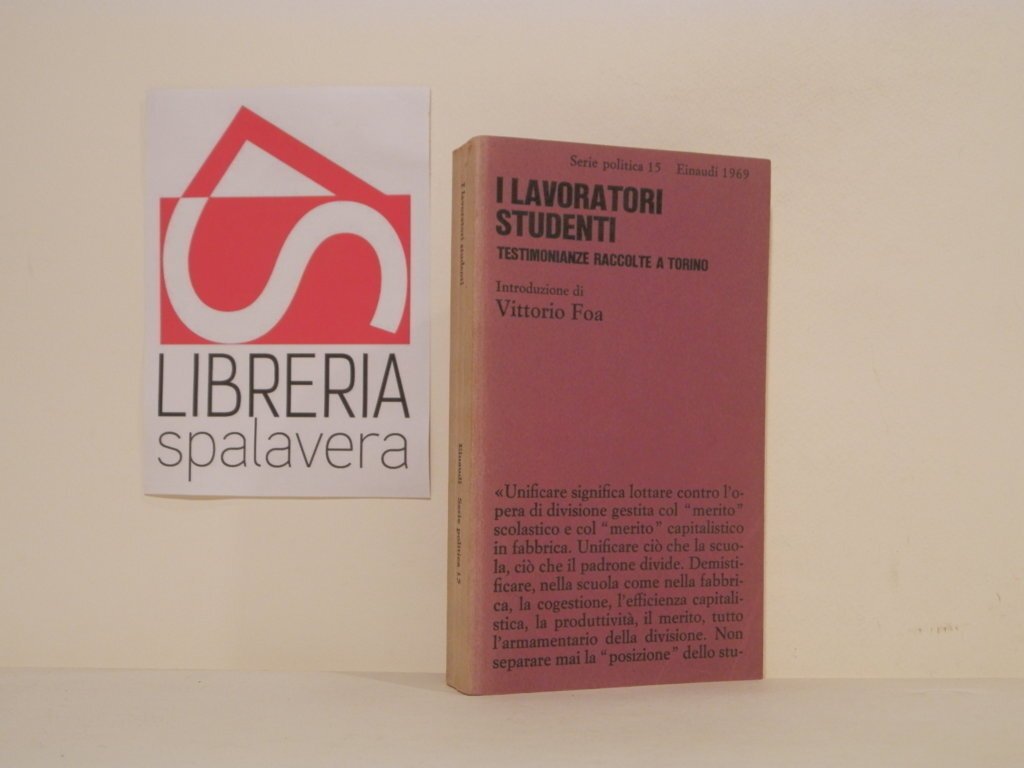 LIBRERIA
spalavera
I lavoratori studenti
Einaudi Serie politica 15
Serie politica 15 Einaudi 1969
I LAVORATORI
STUDENTI
TESTIMONIANZE RACCOLTE A TORINO
Introduzione di
Vittorio Foa
«Unificare significa lottare contro l'o-
pera di divisione gestita col "merito"
scolastico e col "merito" capitalistico
in fabbrica. Unificare ciò che la scuo-
la, ciò che il padrone divide. Demisti-
ficare, nella scuola come nella fabbri-
ca, la cogestione, l'efficienza capitali-
stica, la produttività, il merito, tutto
l'armamentario della divisione. Non
separare mai la "posizione" dello stu-